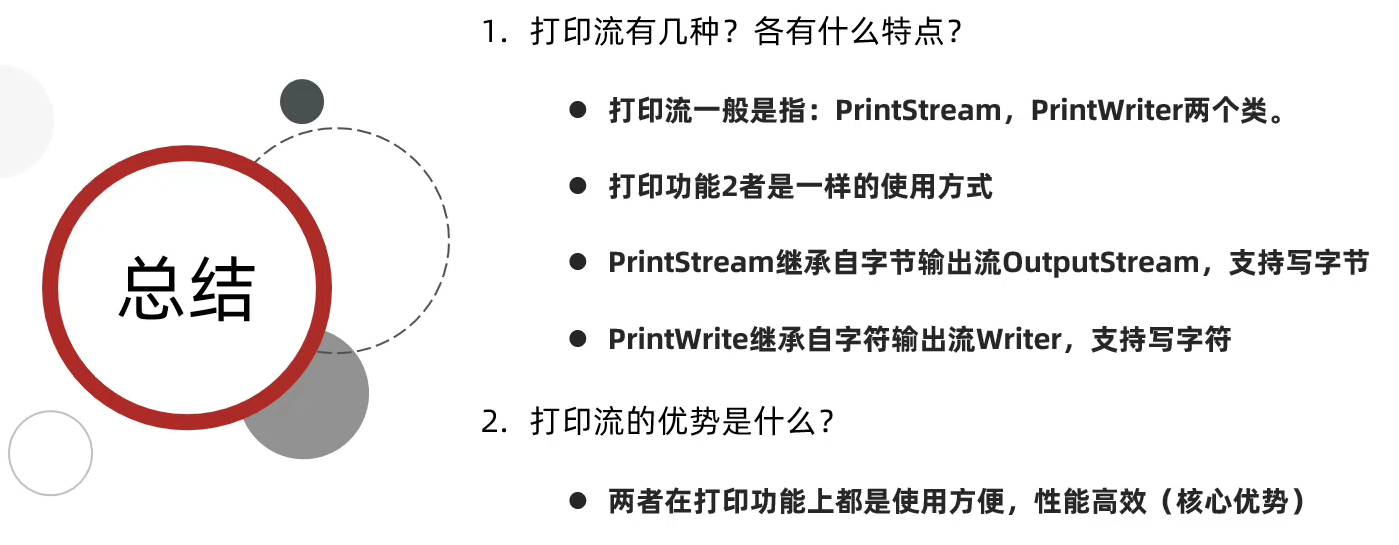 总结
1. 打印流有几种？各有什么特点？
● 打印流一般是指：PrintStream，PrintWriter两个类。
● 打印功能2者是一样的使用方式
● PrintStream继承自字节输出流OutputStream，支持写字节
● PrintWrite继承自字符输出流Writer，支持写字符
2. 打印流的优势是什么？
● 两者在打印功能上都是使用方便，性能高效（核心优势）